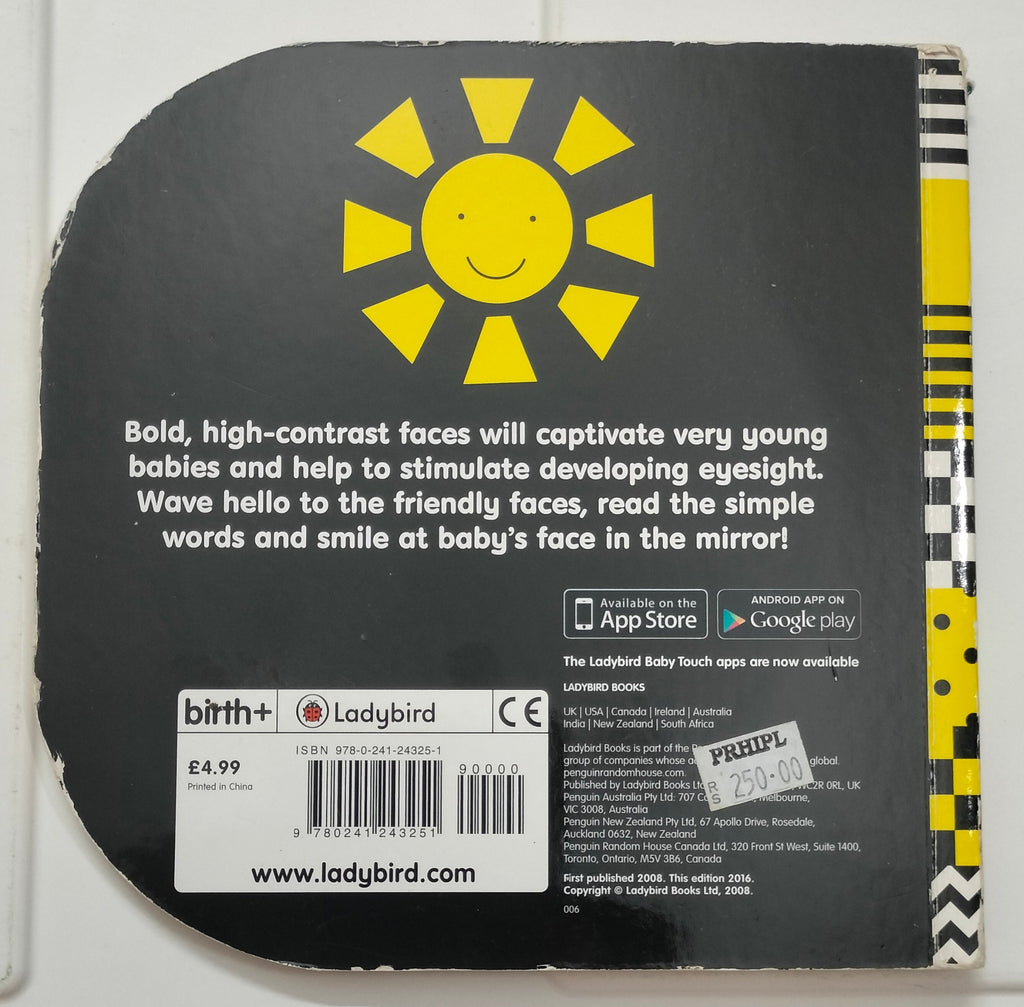 Bold, high-contrast faces will captivate very young
babies and help to stimulate developing eyesight.
Wave hello to the friendly faces, read the simple
words and smile at baby's face in the mirror!
Available on the
App Store
ANDROID APP ON
Google play
The Ladybird Baby Touch apps are now available
LADYBIRD BOOKS
UK | USA | Canada | Ireland | Australia
India | New Zealand | South Africa
Ladybird Books is part of the
group of companies whose global.
penguinrandomhouse.com.
Published by Ladybird Books 0RL, UK
Penguin Australia Pty Ltd: 707 Melbourne,
VIC 3008, Australia
Penguin New Zealand Pty Ltd, 67 Apollo Drive, Rosedale,
Auckland 0632, New Zealand
Penguin Random House Canada Ltd, 320 Front St West, Suite 1400,
Toronto, Ontario, M5V 3B6, Canada
First published 2008. This edition 2016.
Copyright © Ladybird Books Ltd, 2008.
006
PRHIPL
RS 250.00
birth+
Ladybird
CE
ISBN 978-0-241-24325-1
£4.99
Printed in China
90000
9 780241 243251
www.ladybird.com